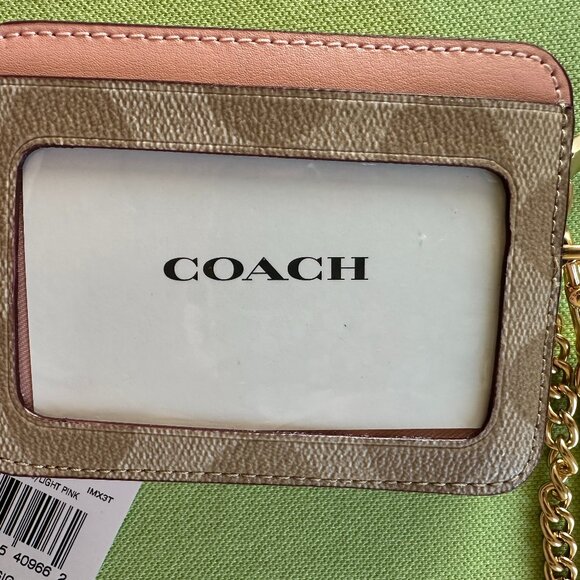 COACH
/LIGHT PINK IMX3T
5 40966 2